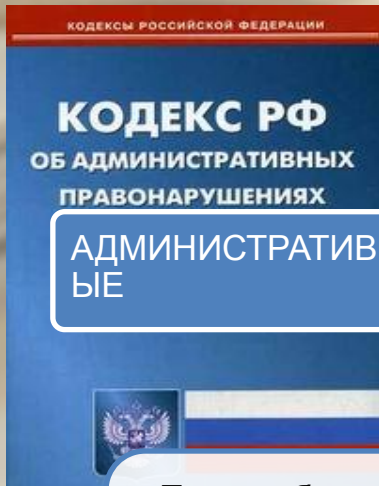 КОДЕКСЫ РОССИЙСКОЙ ФЕДЕРАЦИИ
КОДЕКС РФ
ОБ АДМИНИСТРАТИВНЫХ
ПРАВОНАРУШЕНИЯХ
АДМИНИСТРАТИВ
ЫЕ